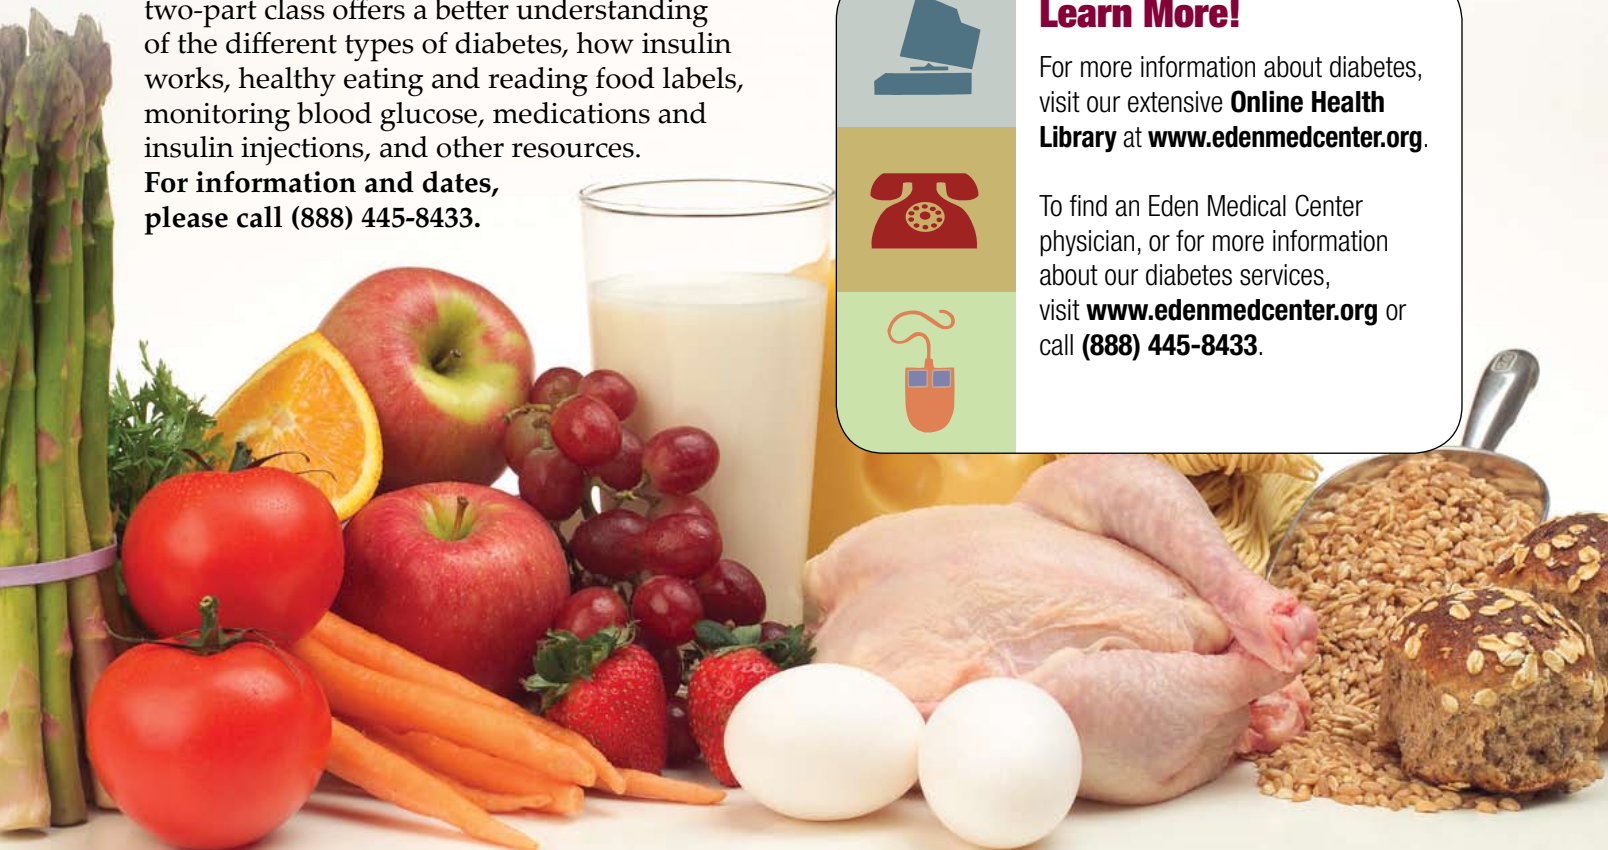 two-part class offers a better understanding
of the different types of diabetes, how insulin
works, healthy eating and reading food labels,
monitoring blood glucose, medications and
insulin injections, and other resources.
For information and dates,
please call (888) 445-8433.
Learn More!
For more information about diabetes,
visit our extensive Online Health
Library at www.edenmedcenter.org.
To find an Eden Medical Center
physician, or for more information
about our diabetes services,
visit www.edenmedcenter.org or
call (888) 445-8433.